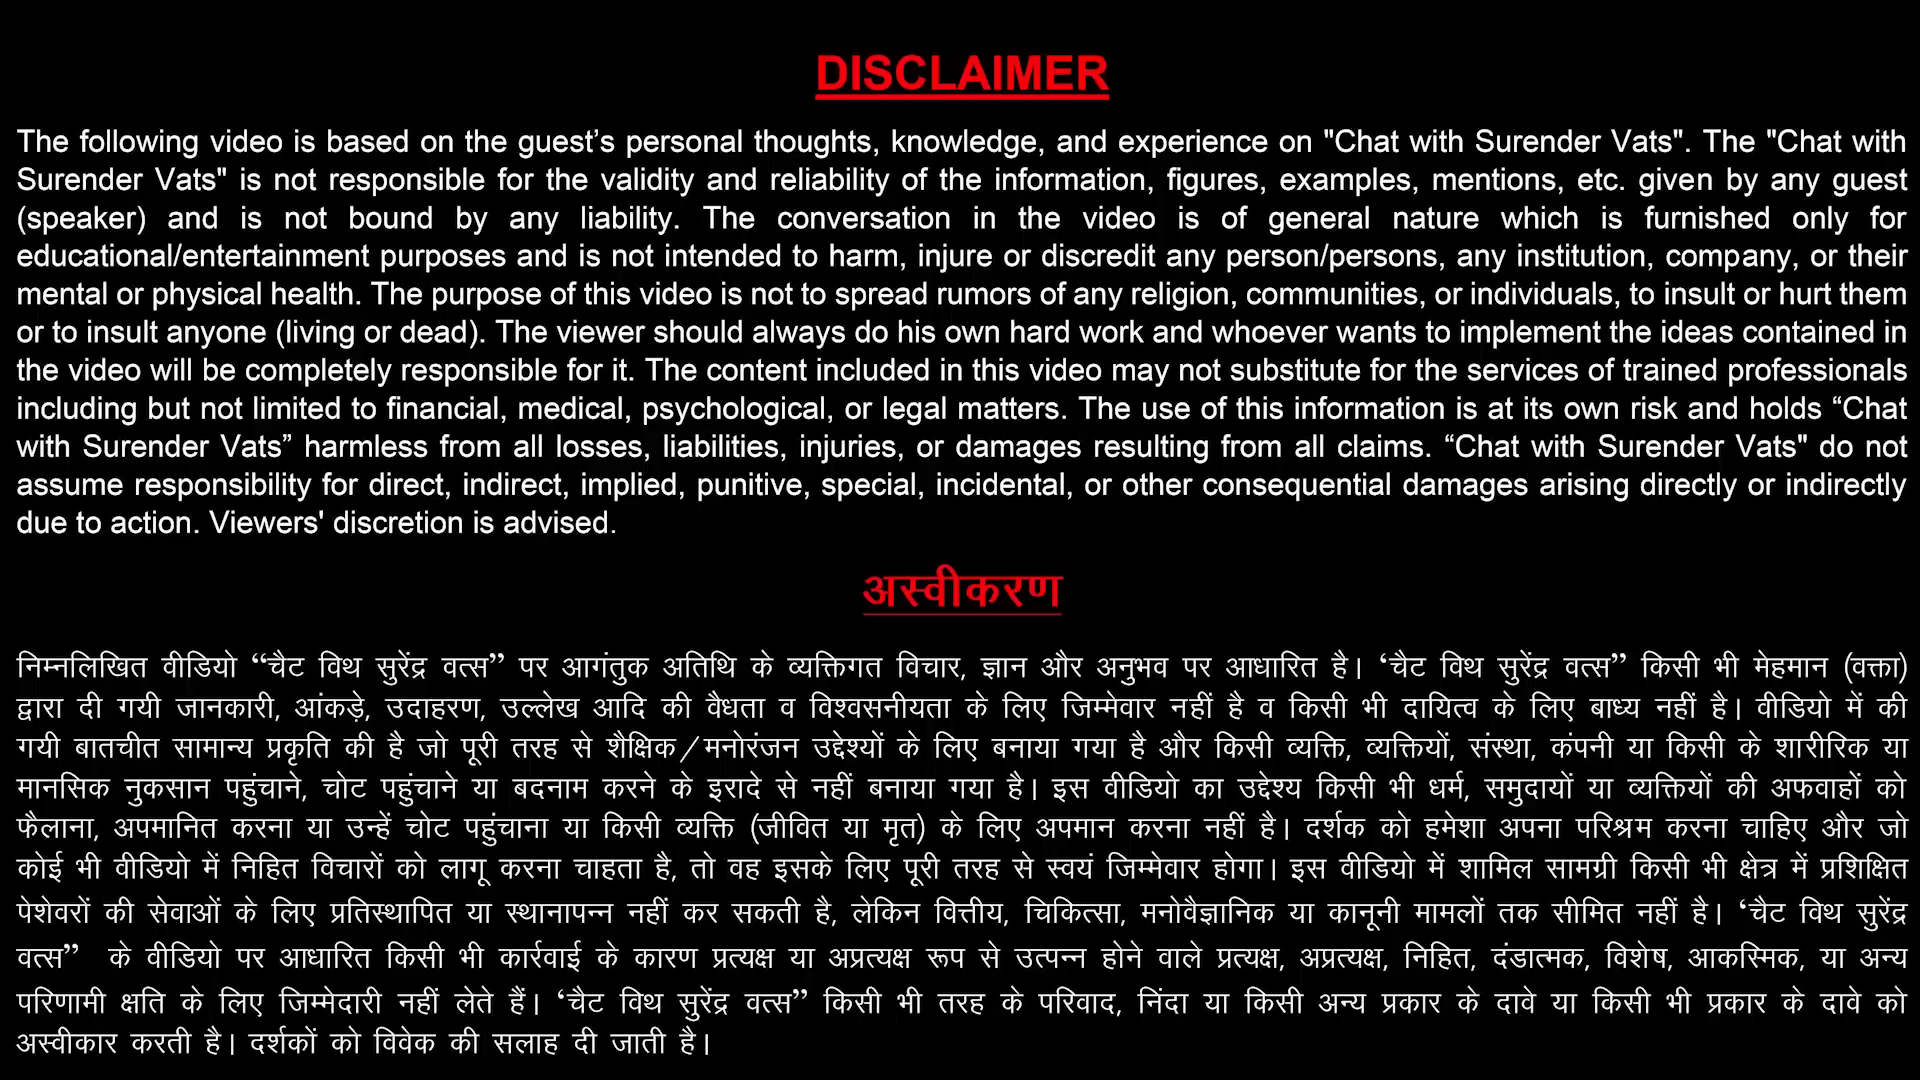 DISCLAIMER
The following video is based on the guest’s personal thoughts, knowledge, and experience on "Chat with Surender Vats". The "Chat with
Surender Vats" is not responsible for the validity and reliability of the information, figures, examples, mentions, etc. given by any guest
(speaker) and is not bound by any liability. The conversation in the video is of general nature which is furnished only for
educational/entertainment purposes and is not intended to harm, injure or discredit any person/persons, any institution, company, or their
mental or physical health. The purpose of this video is not to spread rumors of any religion, communities, or individuals, to insult or hurt them
or to insult anyone (living or dead). The viewer should always do his own hard work and whoever wants to implement the ideas contained in
the video will be completely responsible for it. The content included in this video may not substitute for the services of trained professionals
including but not limited to financial, medical, psychological, or legal matters. The use of this information is at its own risk and holds “Chat
with Surender Vats” harmless from all losses, liabilities, injuries, or damages resulting from all claims. “Chat with Surender Vats" do not
assume responsibility for direct, indirect, implied, punitive, special, incidental, or other consequential damages arising directly or indirectly
due to action. Viewers' discretion is advised.
अस्वीकरण
निम्नलिखित वीडियो “चैट विथ सुरेंद्र वत्स” पर आगंतुक अतिथि के व्यक्तिगत विचार, ज्ञान और अनुभव पर आधारित है। ‘चैट विथ सुरेंद्र वत्स” किसी भी मेहमान (वक्ता)
द्वारा दी गयी जानकारी, आंकड़े, उदाहरण, उल्लेख आदि की वैधता व विश्वसनीयता के लिए जिम्मेवार नहीं है व किसी भी दायित्व के लिए बाध्य नहीं है। वीडियो में की
गयी बातचीत सामान्य प्रकृति की है जो पूरी तरह से शैक्षिक/मनोरंजन उद्देश्यों के लिए बनाया गया है और किसी व्यक्ति, व्यक्तियों, संस्था, कंपनी या किसी के शारीरिक या
मानसिक नुकसान पहुंचाने, चोट पहुंचाने या बदनाम करने के इरादे से नहीं बनाया गया है। इस वीडियो का उद्देश्य किसी भी धर्म, समुदायों या व्यक्तियों की अफवाहों को
फैलाना, अपमानित करना या उन्हें चोट पहुंचाना या किसी व्यक्ति (जीवित या मृत) के लिए अपमान करना नहीं है। दर्शक को हमेशा अपना परिश्रम करना चाहिए और जो
कोई भी वीडियो में निहित विचारों को लागू करना चाहता है, तो वह इसके लिए पूरी तरह से स्वयं जिम्मेवार होगा। इस वीडियो में शामिल सामग्री किसी भी क्षेत्र में प्रशिक्षित
पेशेवरों की सेवाओं के लिए प्रतिस्थापित या स्थानापन्न नहीं कर सकती है, लेकिन वित्तीय, चिकित्सा, मनोवैज्ञानिक या कानूनी मामलों तक सीमित नहीं है। ‘चैट विथ सुरेंद्र
वत्स” के वीडियो पर आधारित किसी भी कार्रवाई के कारण प्रत्यक्ष या अप्रत्यक्ष रूप से उत्पन्न होने वाले प्रत्यक्ष, अप्रत्यक्ष, निहित, दंडात्मक, विशेष, आकस्मिक, या अन्य
परिणामी क्षति के लिए जिम्मेदारी नहीं लेते हैं। ‘चैट विथ सुरेंद्र वत्स” किसी भी तरह के परिवाद, निंदा या किसी अन्य प्रकार के दावे या किसी भी प्रकार के दावे को
अस्वीकार करती है। दर्शकों को विवेक की सलाह दी जाती है।